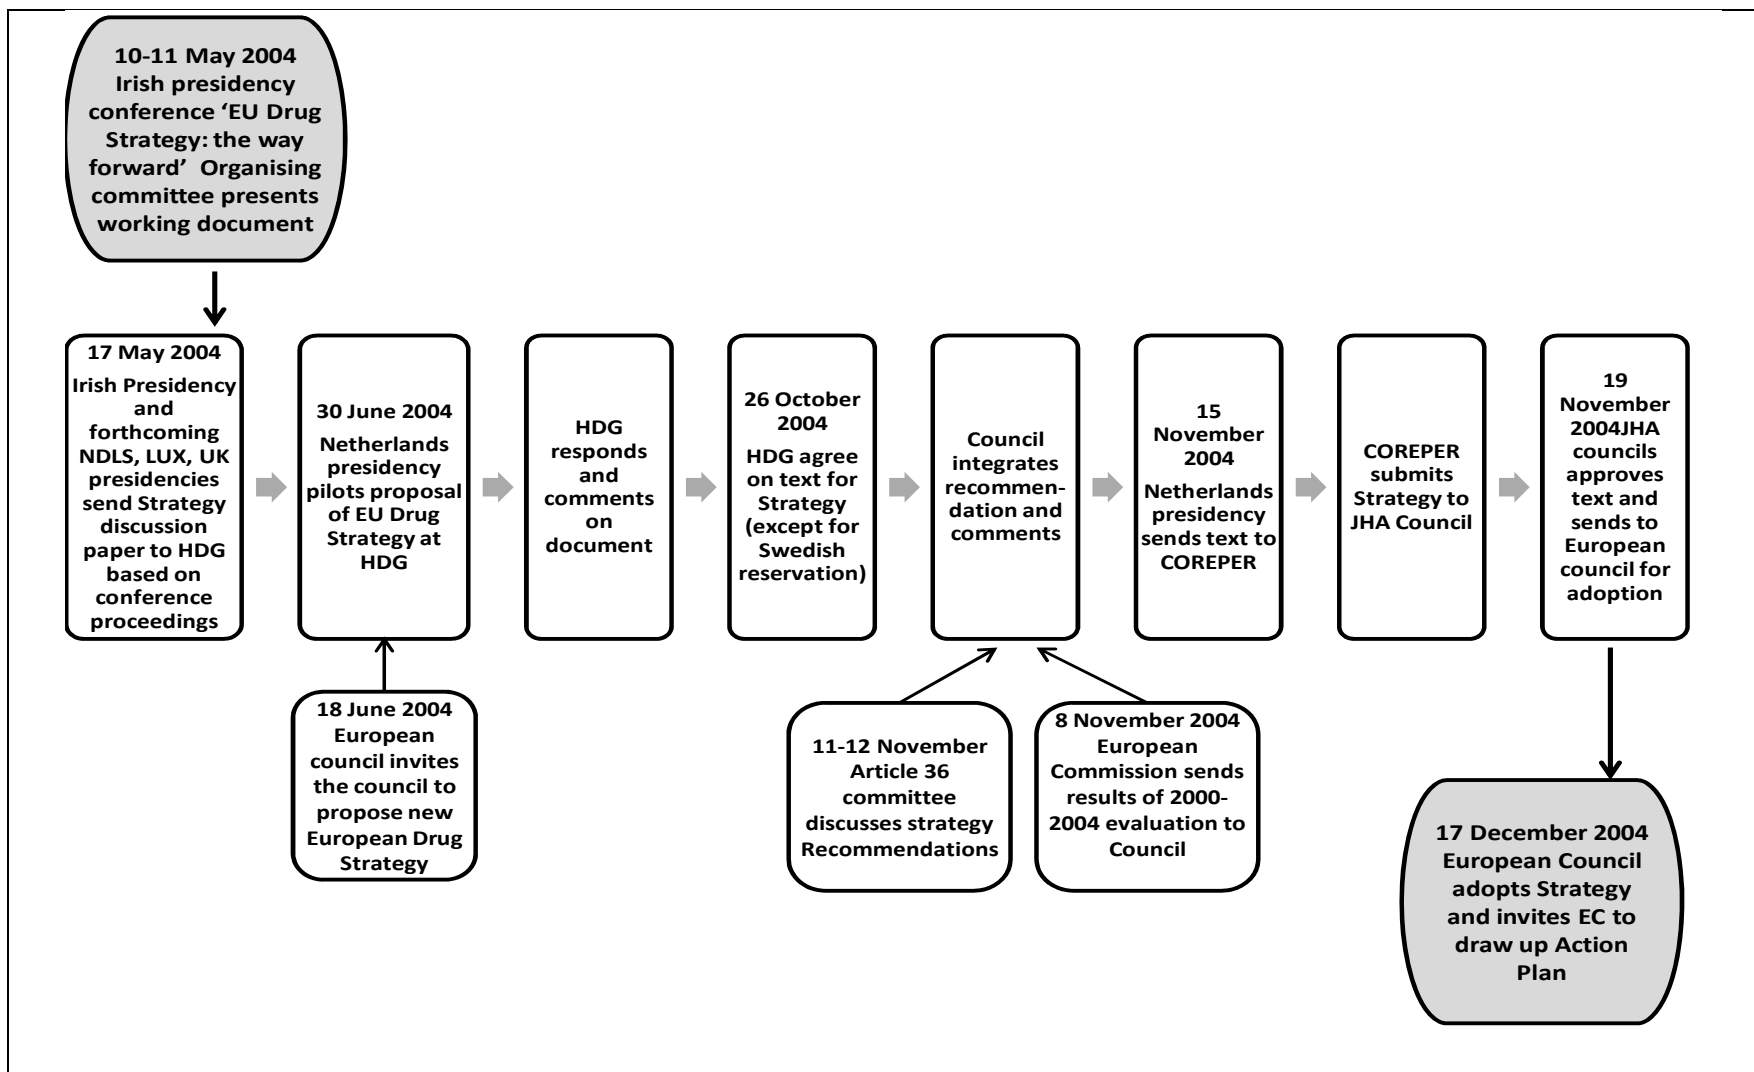 10-11 May 2004
Irish presidency
conference ‘EU Drug
Strategy: the way
forward’ Organising
committee presents
working document
17 May 2004
Irish Presidency
and
forthcoming
NDLS, LUX, UK
presidencies
send Strategy
discussion
paper to HDG
based on
conference
proceedings
30 June 2004
Netherlands
presidency
pilots proposal
of EU Drug
Strategy at
HDG
HDG
responds
and
comments
on
document
26 October
2004
HDG agree
on text for
Strategy
(except for
Swedish
reservation)
Council
integrates
recommen-
dation and
comments
15
November
2004
Netherlands
presidency
sends text to
COREPER
COREPER
submits
Strategy to
JHA Council
19
November
2004JHA
councils
approves
text and
sends to
European
council for
adoption
18 June 2004
European
council invites
the council to
propose new
European Drug
Strategy
11-12 November
Article 36
committee
discusses strategy
Recommendations
8 November 2004
European
Commission sends
results of 2000-
2004 evaluation to
Council
17 December 2004
European Council
adopts Strategy
and invites EC to
draw up Action
Plan